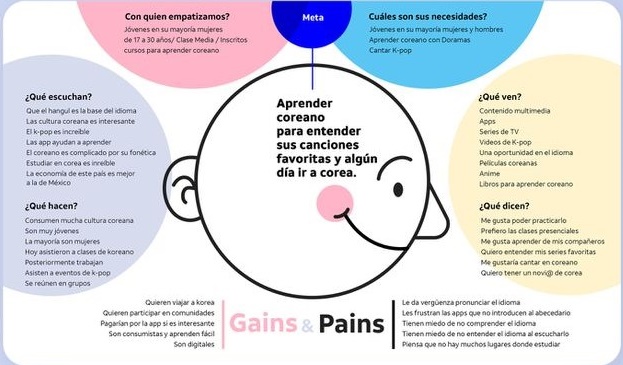 Con quien empatizamos?
Jóvenes en su mayoría mujeres
de 17 a 30 años/ Clase Media / Inscritos
cursos para aprender coreano
Meta
Cuáles son sus necesidades?
Jóvenes en su mayoría mujeres y hombres
Aprender coreano con Doramas
Cantar K-pop
¿Qué escuchan?
Que el hangul es la base del idioma
Las cultura coreana es interesante
El k-pop es increíble
Las app ayudan a aprender
El coreano es complicado por su fonética
Estudiar en corea es inreíble
La economía de este país es mejor
a la de México
¿Qué hacen?
Consumen mucha cultura coreana
Son muy jóvenes
La mayoría son mujeres
Hoy asistieron a clases de koreano
Posteriormente trabajan
Asisten a eventos de k-pop
Se reúnen en grupos
Aprender
coreano
para entender
sus canciones
favoritas y algún
día ir a corea.
¿Qué ven?
Contenido multimedia
Apps
Series de TV
Videos de K-pop
Una oportunidad en el idioma
Películas coreanas
Anime
Libros para aprender coreano
¿Qué dicen?
Me gusta poder practicarlo
Prefiero las clases presenciales
Me gusta aprender de mis compañeros
Quiero entender mis series favoritas
Me gustaría cantar en coreano
Quiero tener un novi@ de corea
Quieren viajar a korea
Quieren participar en comunidades
Pagarían por la app si es interesante
Son consumistas y aprenden fácil
Son digitales
Gains & Pains
Le da vergüenza pronunciar el idioma
Les frustran las apps que no introducen al abecedario
Tienen miedo de no comprender el idioma
Tienen miedo de no entender el idioma al escucharlo
Piensa que no hay muchos lugares donde estudiar